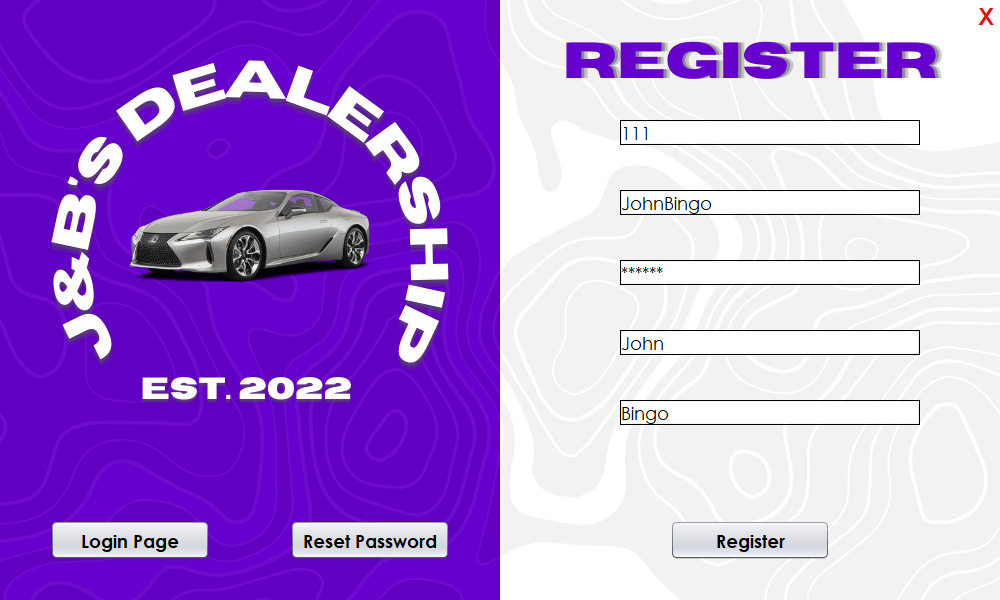 J&B'S DEALERSHIP
EST. 2022
Login Page
Reset Password
X
REGISTER
111
JohnBingo
******
John
Bingo
Register